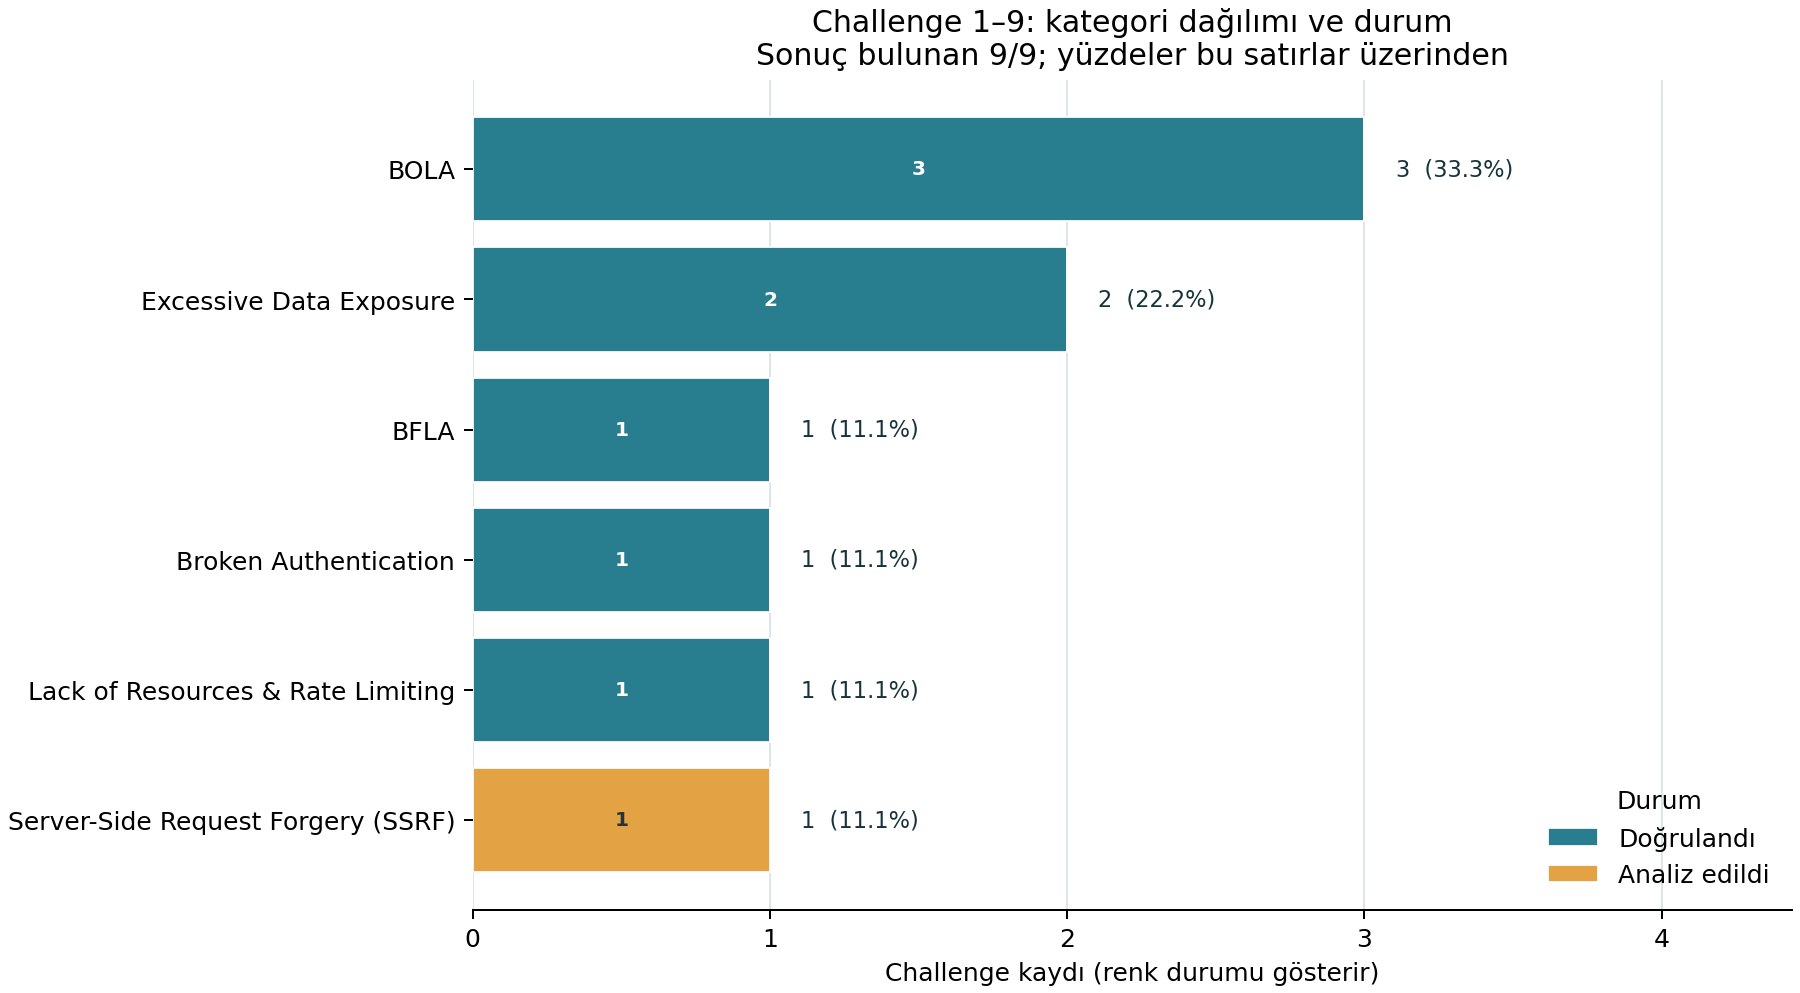 Challenge 1–9: kategori dağılımı ve durum
Sonuç bulunan 9/9; yüzdeler bu satırlar üzerinden
BOLA
3
3 (33.3%)
Excessive Data Exposure
2
2 (22.2%)
BFLA
1
1 (11.1%)
Broken Authentication
1
1 (11.1%)
Lack of Resources & Rate Limiting
1
1 (11.1%)
Server-Side Request Forgery (SSRF)
1
1 (11.1%)
Durum
Doğrulandı
Analiz edildi
0 1 2 3 4
Challenge kaydı (renk durumu gösterir)